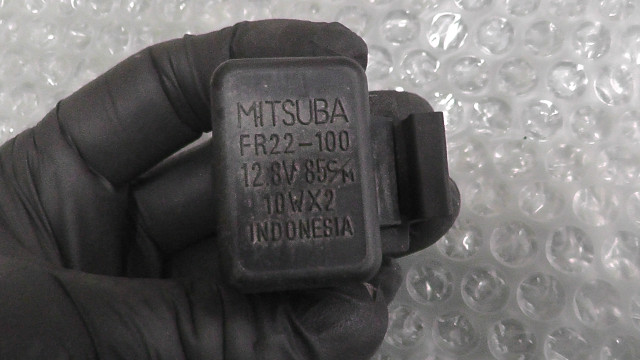 MITSUBA
FR22-100
12.8V 85c/m
10WX2
INDONESIA